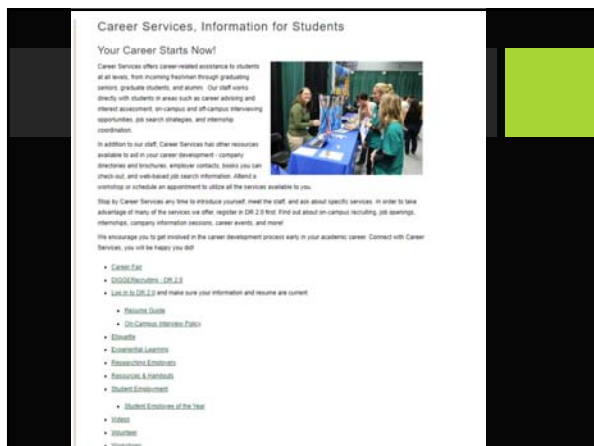 Career Services, Information for Students
Your Career Starts Now!
Career Services offers career-related assistance to students
at all levels, from incoming freshmen through graduating
seniors, graduate students, and alumni. Our staff works
directly with students in areas such as career advising and
interest assessment, on-campus and off-campus interviewing
opportunities, job search strategies, and internship
coordination.
In addition to our staff, Career Services has other resources
available to aid in your career development - company
directories and brochures, employer contacts, books you can
check-out, and web-based job search information. Attend a
workshop or schedule an appointment to utilize all the services available to you.
Stop by Career Services any time to introduce yourself, meet the staff, and ask about specific services. In order to take
advantage of many of the services we offer, register in DR 2.0 first. Find out about on-campus recruiting, job openings,
internships, company information sessions, career events, and more!
We encourage you to get involved in the career development process early in your academic career. Connect with Career
Services, you will be happy you did!
Career Fair
DIGGERecruiting - DR 2.0
Log in to DR 2.0 and make sure your information and resume are current
Resume Guide
On-Campus Interview Policy
Etiquette
Experiential Learning
Researching Employers
Resources & Handouts
Student Employment
Student Employee of the Year
Videos
Volunteer
Workshops